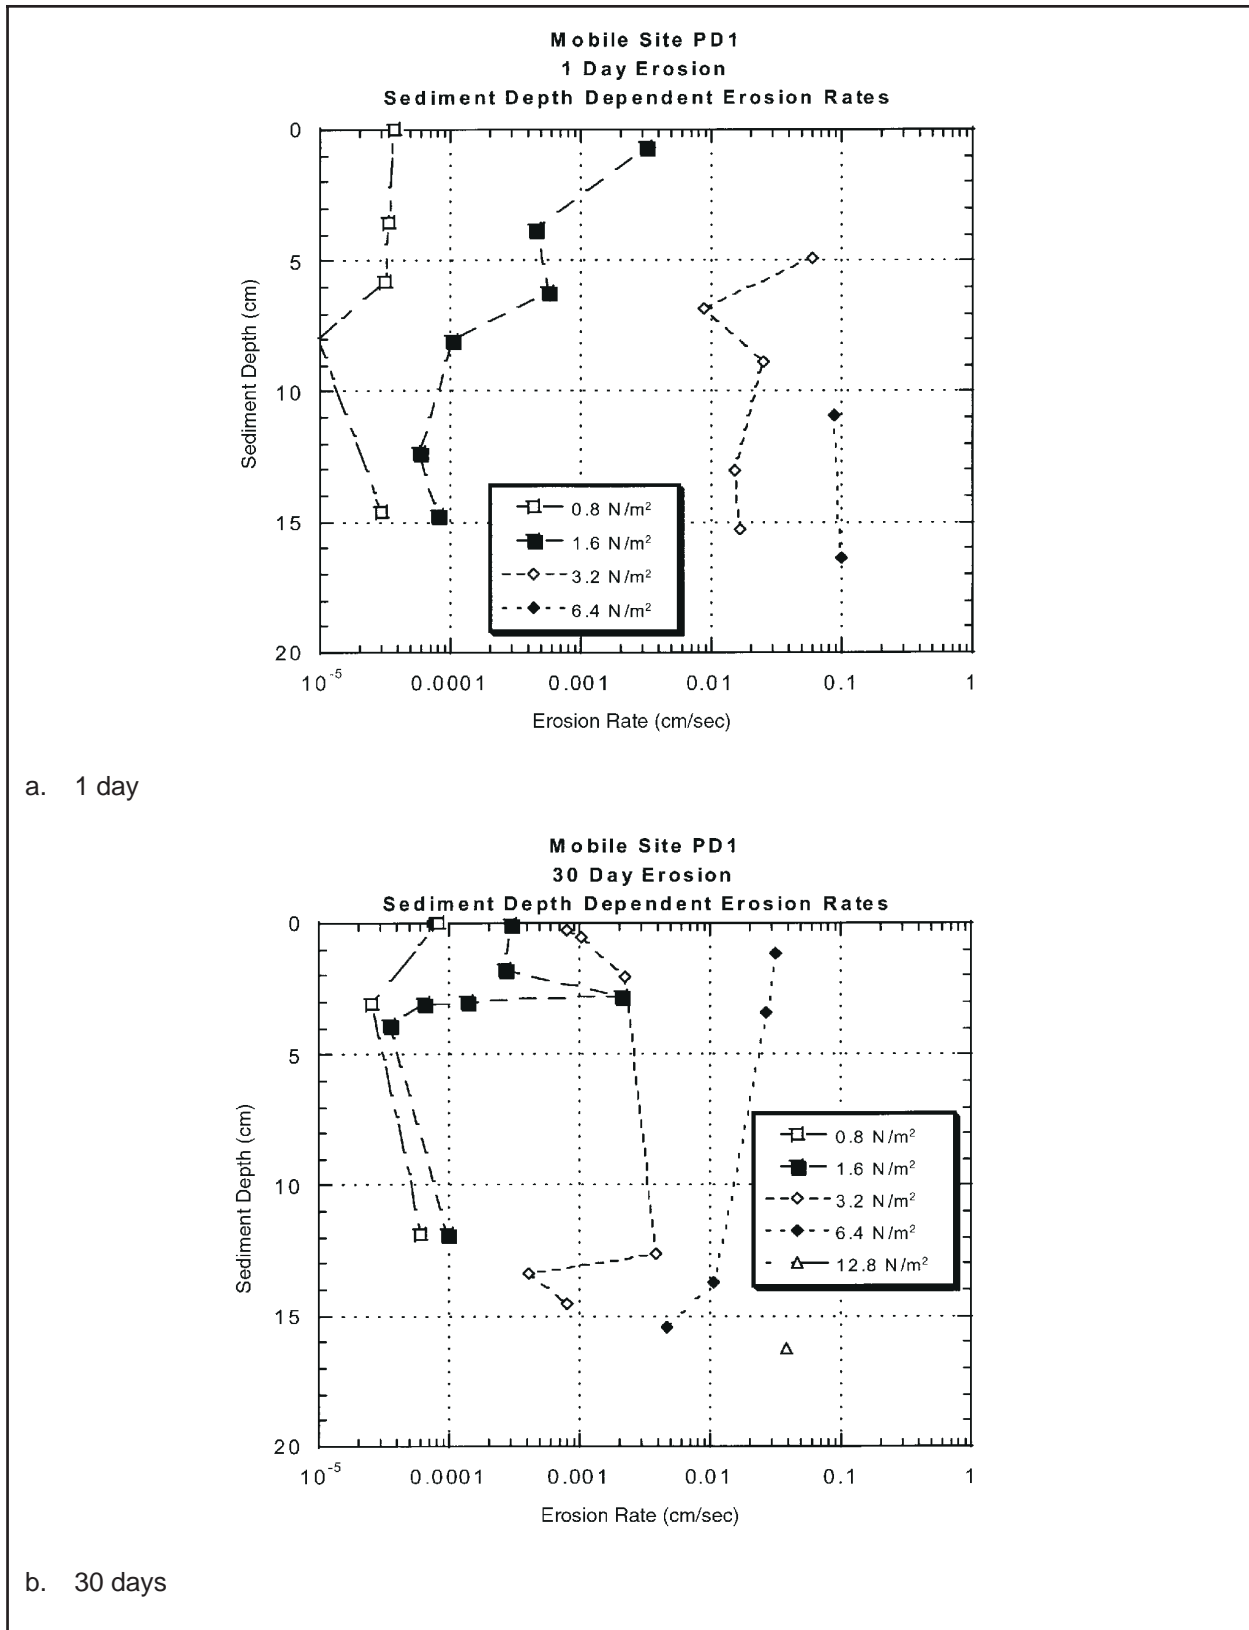 Mobile Site PD1
1 Day Erosion
Sediment Depth Dependent Erosion Rates
0
5
10
15
20
Sediment Depth (cm)
0.8 N/m²
1.6 N/m²
3.2 N/m²
6.4 N/m²
10⁻⁵ 0.0001 0.001 0.01 0.1 1
Erosion Rate (cm/sec)
a. 1 day
Mobile Site PD1
30 Day Erosion
Sediment Depth Dependent Erosion Rates
0
5
10
15
20
Sediment Depth (cm)
0.8 N/m²
1.6 N/m²
3.2 N/m²
6.4 N/m²
12.8 N/m²
10⁻⁵ 0.0001 0.001 0.01 0.1 1
Erosion Rate (cm/sec)
b. 30 days